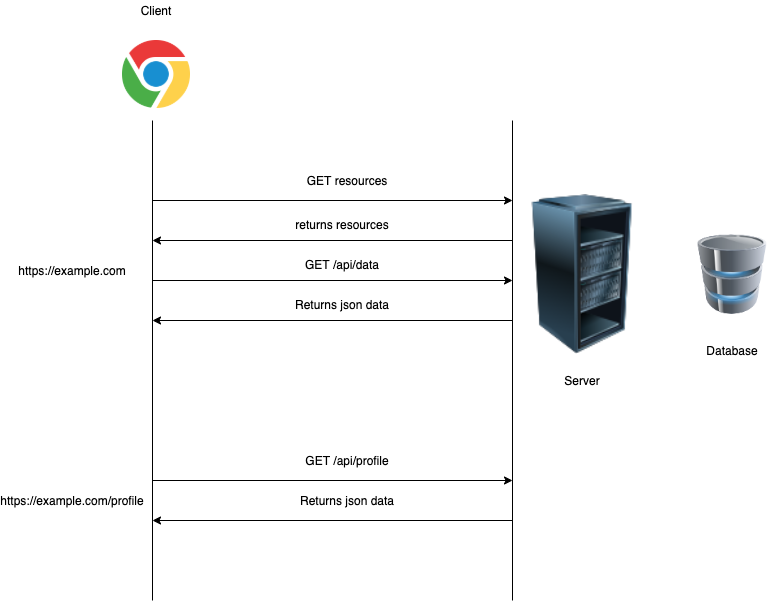 Client
GET resources
returns resources
https://example.com
GET /api/data
Returns json data
Database
Server
GET /api/profile
https://example.com/profile
Returns json data